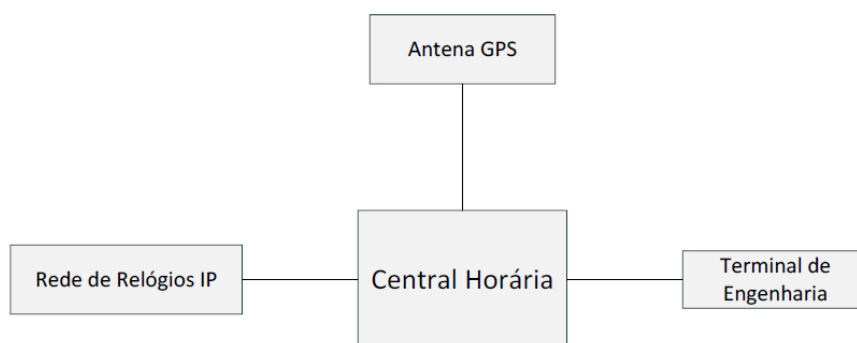 Antena GPS
Rede de Relógios IP
Central Horária
Terminal de
Engenharia